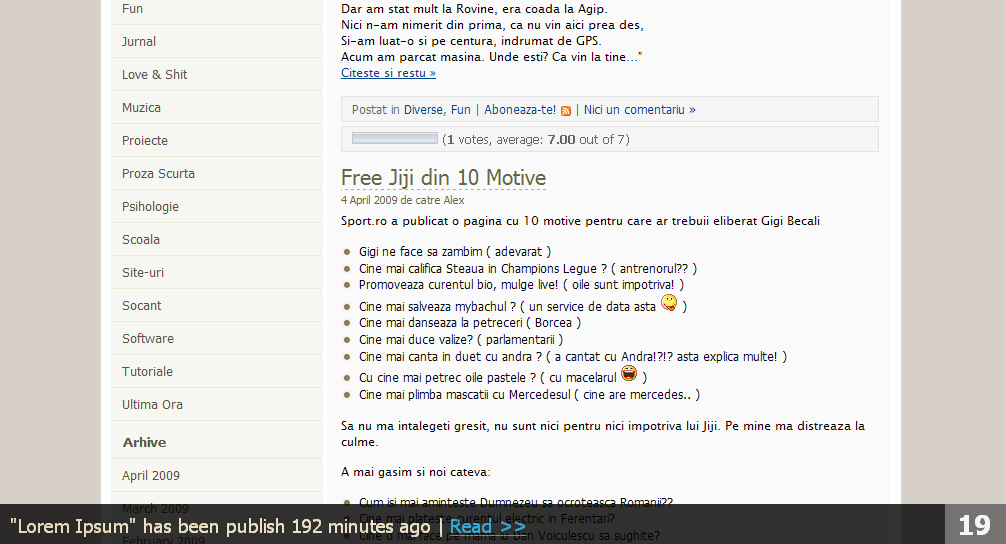 Fun
Jurnal
Love & Shit
Muzica
Proiecte
Proza Scurta
Psihologie
Scoala
Site-uri
Socant
Software
Tutoriale
Ultima Ora
Arhive
April 2009
March 2009
February 2009
Dar am stat mult la Rovine, era coada la Agip.
Nici n-am nimerit din prima, ca nu vin aici prea des,
Si-am luat-o si pe centura, indrumat de GPS.
Acum am parcat masina. Unde esti? Ca vin la tine…"
Citeste si restu »
Postat in Diverse, Fun | Aboneaza-te! | Nici un comentariu »
(1 votes, average: 7.00 out of 7)
Free Jiji din 10 Motive
4 April 2009 de catre Alex
Sport.ro a publicat o pagina cu 10 motive pentru care ar trebuii eliberat Gigi Becali
Gigi ne face sa zambim ( adevarat )
Cine mai califica Steaua in Champions Legue ? ( antrenorul?? )
Promoveaza curentul bio, mulge live! ( oile sunt impotriva! )
Cine mai salveaza mybachul ? ( un service de data asta )
Cine mai danseaza la petreceri ( Borcea )
Cine mai duce valize? ( parlamentarii )
Cine mai canta in duet cu andra ? ( a cantat cu Andra!?!? asta explica multe! )
Cu cine mai petrec oile pastele ? ( cu macelarul )
Cine mai plimba mascatii cu Mercedesul ( cine are mercedes.. )
Sa nu ma intalegeti gresit, nu sunt nici pentru nici impotriva lui Jiji. Pe mine ma distreaza la
culme.
A mai gasim si noi cateva:
Cum isi mai aminteste Dumnezeu sa ocroteasca Romanii??
Cine mai plateste curentul electric in Ferentari?
Cine o mai face pe mama lu Dan Voiculescu sa sughite?
"Lorem Ipsum" has been publish 192 minutes ago | Read >>
19